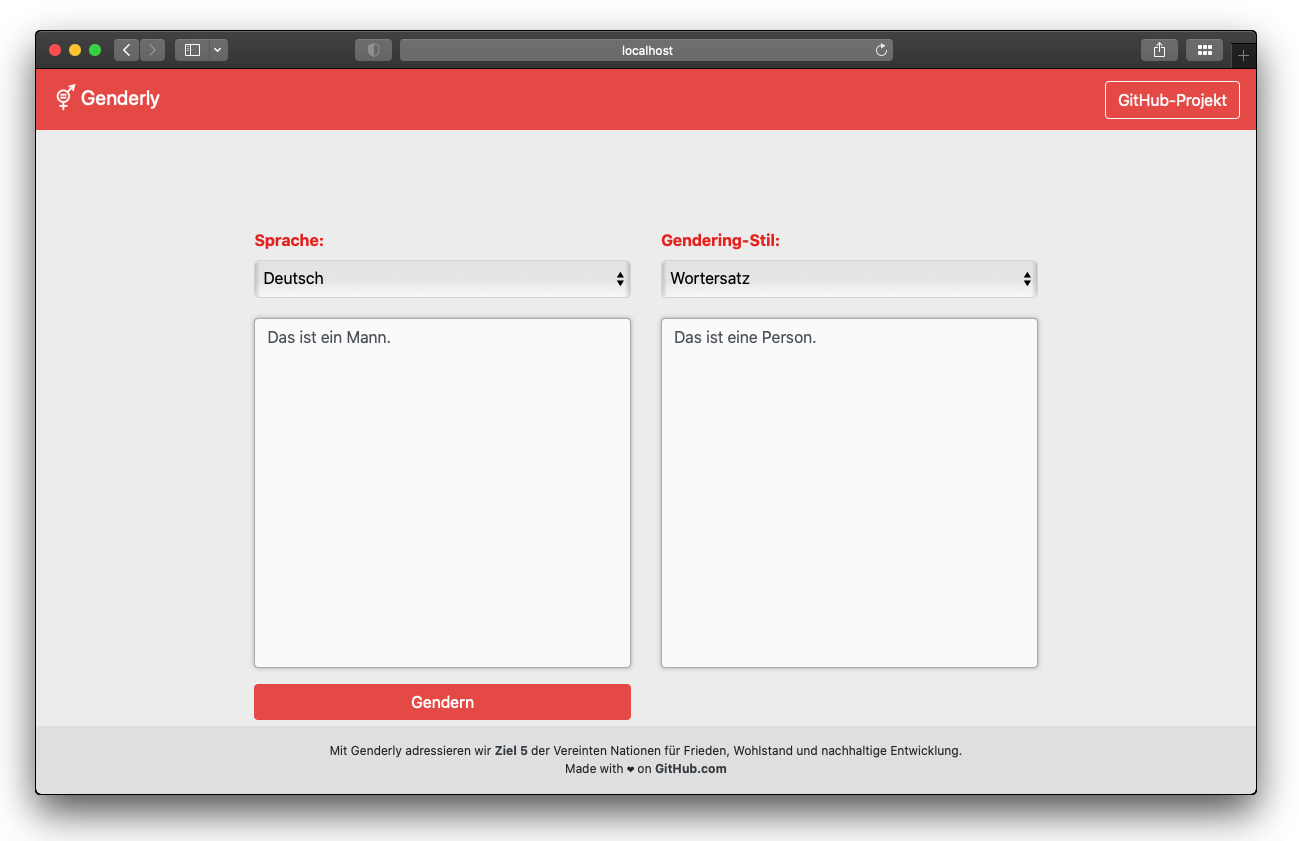 localhost
Genderly
GitHub-Projekt
Sprache:
Gendering-Stil:
Deutsch
Wortersatz
Das ist ein Mann.
Das ist eine Person.
Gendern
Mit Genderly adressieren wir Ziel 5 der Vereinten Nationen für Frieden, Wohlstand und nachhaltige Entwicklung.
Made with ❤ on GitHub.com